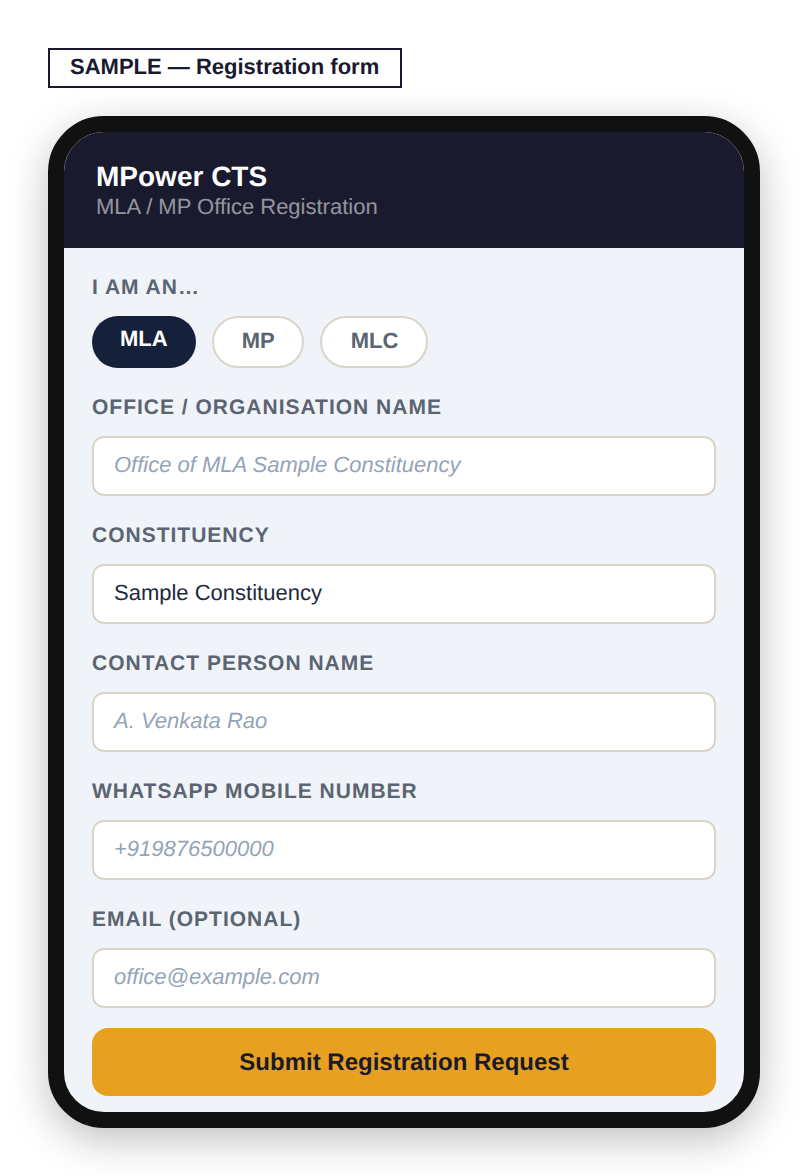 SAMPLE — Registration form
MPower CTS
MLA / MP Office Registration
I AM AN...
MLA MP MLC
OFFICE / ORGANISATION NAME
Office of MLA Sample Constituency
CONSTITUENCY
Sample Constituency
CONTACT PERSON NAME
A. Venkata Rao
WHATSAPP MOBILE NUMBER
+919876500000
EMAIL (OPTIONAL)
office@example.com
Submit Registration Request